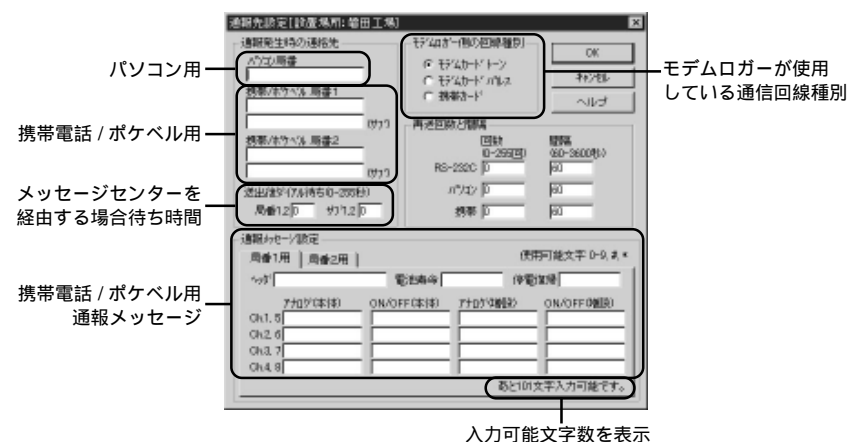 通報先設定[設置場所:磐田工場]
通報発生時の連絡先
パソコン局番
携帯/ポケベル 局番1
(サブ)
携帯/ポケベル 局番2
(サブ)
送出(後ダイヤル待ち(0-255秒)
局番1,2 0 サブ1,2 0
モデムロガー側の回線種別
モデムカード トーン
モデムカード パルス
携帯カード
OK
キャンセル
ヘルプ
再送回数と間隔
回数 間隔
(0-255回) (60-3600秒)
RS-232C 0 60
パソコン 0 60
携帯 0 60
通報メッセージ設定
局番1用 局番2用 使用可能文字 0-9, #, *
ヘッダ 電池寿命 停電復帰
アナログ(本体) ON/OFF(本体) アナログ(増設) ON/OFF(増設)
Ch.1, 5
Ch.2, 6
Ch.3, 7
Ch.4, 8
あと101文字入力可能です。
パソコン用
携帯電話 / ポケベル用
メッセージセンターを
経由する場合待ち時間
携帯電話 / ポケベル用
通報メッセージ
モデムロガーが使用
している通信回線種別
入力可能文字数を表示